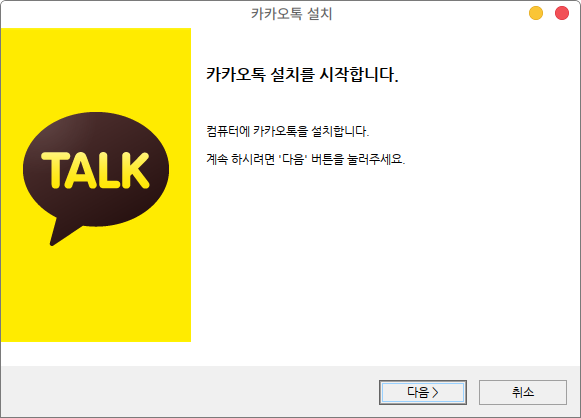 카카오톡 설치
카카오톡 설치를 시작합니다.
TALK
컴퓨터에 카카오톡을 설치합니다.
계속 하시려면 '다음' 버튼을 눌러주세요.
다음 >
취소